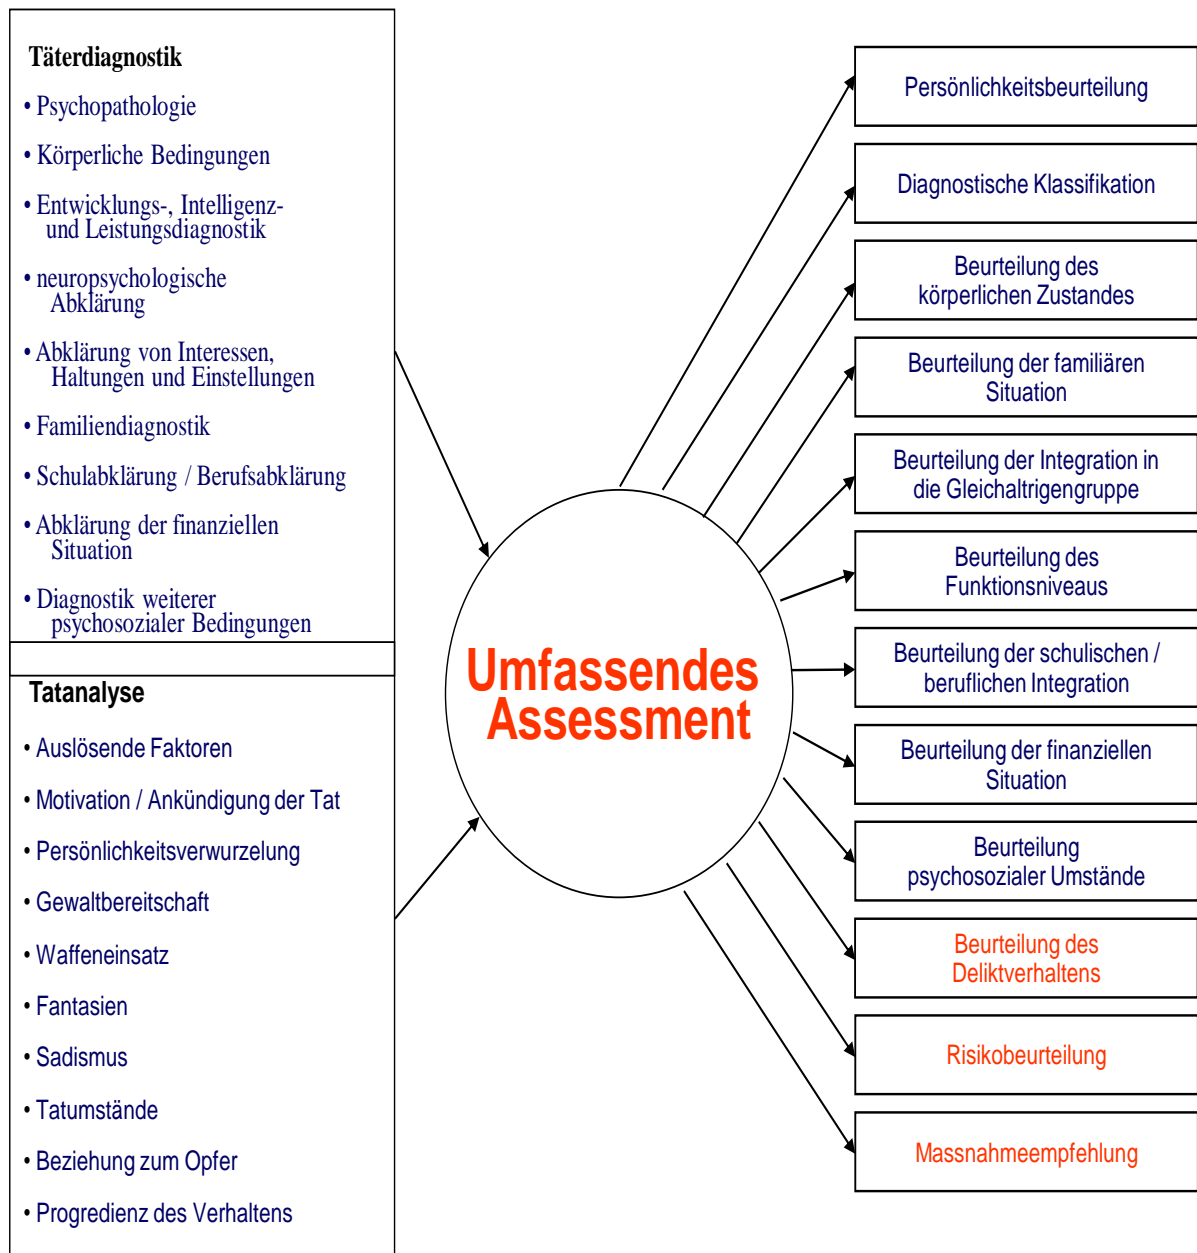 Täterdiagnostik
• Psychopathologie
• Körperliche Bedingungen
• Entwicklungs-, Intelligenz-
und Leistungsdiagnostik
• neuropsychologische
Abklärung
• Abklärung von Interessen,
Haltungen und Einstellungen
• Familiendiagnostik
• Schulabklärung / Berufsabklärung
• Abklärung der finanziellen
Situation
• Diagnostik weiterer
psychosozialer Bedingungen
Tatanalyse
• Auslösende Faktoren
• Motivation / Ankündigung der Tat
• Persönlichkeitsverwurzelung
• Gewaltbereitschaft
• Waffeneinsatz
• Fantasien
• Sadismus
• Tatumstände
• Beziehung zum Opfer
• Progredienz des Verhaltens
Umfassendes
Assessment
Persönlichkeitsbeurteilung
Diagnostische Klassifikation
Beurteilung des
körperlichen Zustandes
Beurteilung der familiären
Situation
Beurteilung der Integration in
die Gleichaltrigengruppe
Beurteilung des
Funktionsniveaus
Beurteilung der schulischen /
beruflichen Integration
Beurteilung der finanziellen
Situation
Beurteilung
psychosozialer Umstände
Beurteilung des
Deliktverhaltens
Risikobeurteilung
Massnahmeempfehlung